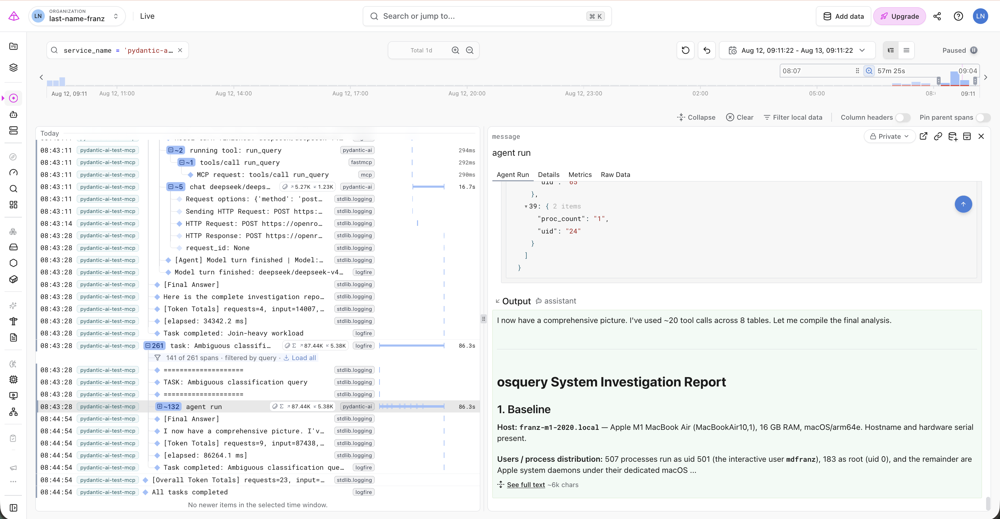 ORGANIZATION
LN last-name-franz
Live
Search or jump to... ⌘ K
Add data
Upgrade
LN
service_name = 'pydantic-a…
Total 1d
Aug 12, 09:11:22 - Aug 13, 09:11:22
Paused
08:07 57m 25s 09:04
Aug 12, 09:11 Aug 12, 11:00 Aug 12, 14:00 Aug 12, 17:00 Aug 12, 20:00 Aug 12, 23:00 02:00 05:00 08: 09:11
Collapse Clear Filter local data Column headers Pin parent spans
Today
08:43:11 pydantic-ai-test-mcp ~2 running tool: run_query pydantic-ai 294ms
08:43:11 pydantic-ai-test-mcp ~1 tools/call run_query fastmcp 292ms
08:43:11 pydantic-ai-test-mcp MCP request: tools/call run_query mcp 290ms
08:43:11 pydantic-ai-test-mcp ~5 chat deepseek/deeps… 5.27K 1.23K pydantic-ai 16.7s
08:43:11 pydantic-ai-test-mcp Request options: {'method': 'post… stdlib.logging
08:43:11 pydantic-ai-test-mcp Sending HTTP Request: POST https:… stdlib.logging
08:43:14 pydantic-ai-test-mcp HTTP Request: POST https://openro… stdlib.logging
08:43:28 pydantic-ai-test-mcp HTTP Response: POST https://openr… stdlib.logging
08:43:28 pydantic-ai-test-mcp request_id: None stdlib.logging
08:43:28 pydantic-ai-test-mcp [Agent] Model turn finished | Model:… stdlib.logging
08:43:28 pydantic-ai-test-mcp Model turn finished: deepseek/deepseek-v4… logfire
08:43:28 pydantic-ai-test-mcp [Final Answer] stdlib.logging
08:43:28 pydantic-ai-test-mcp Here is the complete investigation repo… stdlib.logging
08:43:28 pydantic-ai-test-mcp [Token Totals] requests=4, input=14007,… stdlib.logging
08:43:28 pydantic-ai-test-mcp [elapsed: 34342.2 ms] stdlib.logging
08:43:28 pydantic-ai-test-mcp Task completed: Join-heavy workload logfire
08:43:28 pydantic-ai-test-mcp 261 task: Ambiguous classifi… Σ 87.44K 5.38K logfire 86.3s
141 of 261 spans · filtered by query · Load all
08:43:28 pydantic-ai-test-mcp ==================== stdlib.logging
08:43:28 pydantic-ai-test-mcp TASK: Ambiguous classification query stdlib.logging
08:43:28 pydantic-ai-test-mcp ==================== stdlib.logging
08:43:28 pydantic-ai-test-mcp ~132 agent run Σ 87.44K 5.38K pydantic-ai 86.3s
08:44:54 pydantic-ai-test-mcp [Final Answer] stdlib.logging
08:44:54 pydantic-ai-test-mcp I now have a comprehensive picture. I'v… stdlib.logging
08:44:54 pydantic-ai-test-mcp [Token Totals] requests=9, input=87438,… stdlib.logging
08:44:54 pydantic-ai-test-mcp [elapsed: 86264.1 ms] stdlib.logging
08:44:54 pydantic-ai-test-mcp Task completed: Ambiguous classification que… logfire
08:44:54 pydantic-ai-test-mcp [Overall Token Totals] requests=23, input=… stdlib.logging
08:44:54 pydantic-ai-test-mcp All tasks completed logfire
No newer items in the selected time window.
message
Private
agent run
Agent Run Details Metrics Raw Data
"uid": "65"
},
39: { 2 items
"proc_count": "1",
"uid": "24"
}
]
}
Output assistant
I now have a comprehensive picture. I've used ~20 tool calls across 8 tables. Let me compile the final analysis.
osquery System Investigation Report
1. Baseline
Host: franz-m1-2020.local — Apple M1 MacBook Air (MacBookAir10,1), 16 GB RAM, macOS/arm64e. Hostname and hardware serial
present.
Users / process distribution: 507 processes run as uid 501 (the interactive user mdfranz), 183 as root (uid 0), and the remainder are
Apple system daemons under their dedicated macOS ...
See full text ~6k chars